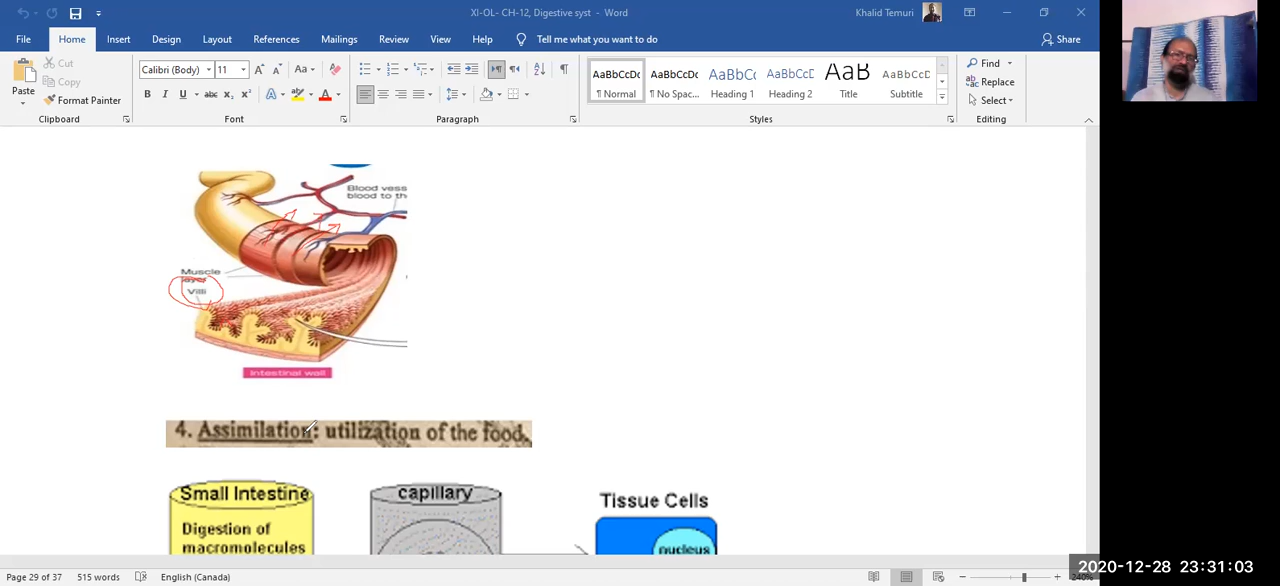 XI-OL- CH-12, Digestive syst - Word
Khalid Temuri
File Home Insert Design Layout References Mailings Review View Help Tell me what you want to do Share
Paste Cut Copy Format Painter
Calibri (Body) 11
AaBbCcDc AaBbCcDc AaBbCc AaBbCcD AaB AaBbCcD
¶ Normal ¶ No Spac... Heading 1 Heading 2 Title Subtitle
Find Replace Select
Clipboard Font Paragraph Styles Editing
Blood vess
blood to th
Muscle
Villi
Intestinal wall
4. Assimilation: utilization of the food.
Small Intestine capillary Tissue Cells
Digestion of
macromolecules
nucleus
Page 29 of 37 515 words English (Canada)
2020-12-28 23:31:03